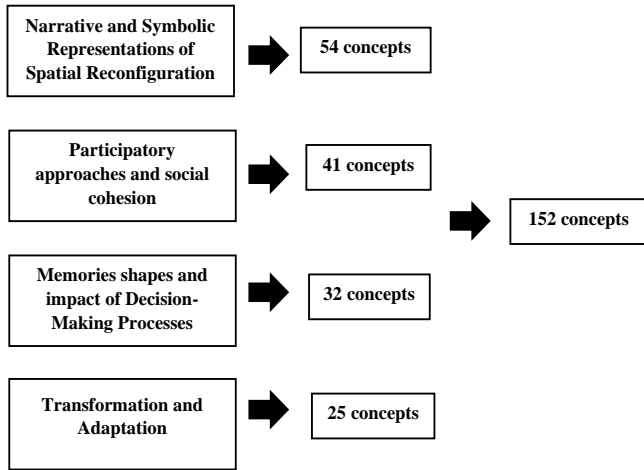 Narrative and Symbolic
Representations of
Spatial Reconfiguration
54 concepts
Participatory
approaches and social
cohesion
41 concepts
152 concepts
Memories shapes and
impact of Decision-
Making Processes
32 concepts
Transformation and
Adaptation
25 concepts